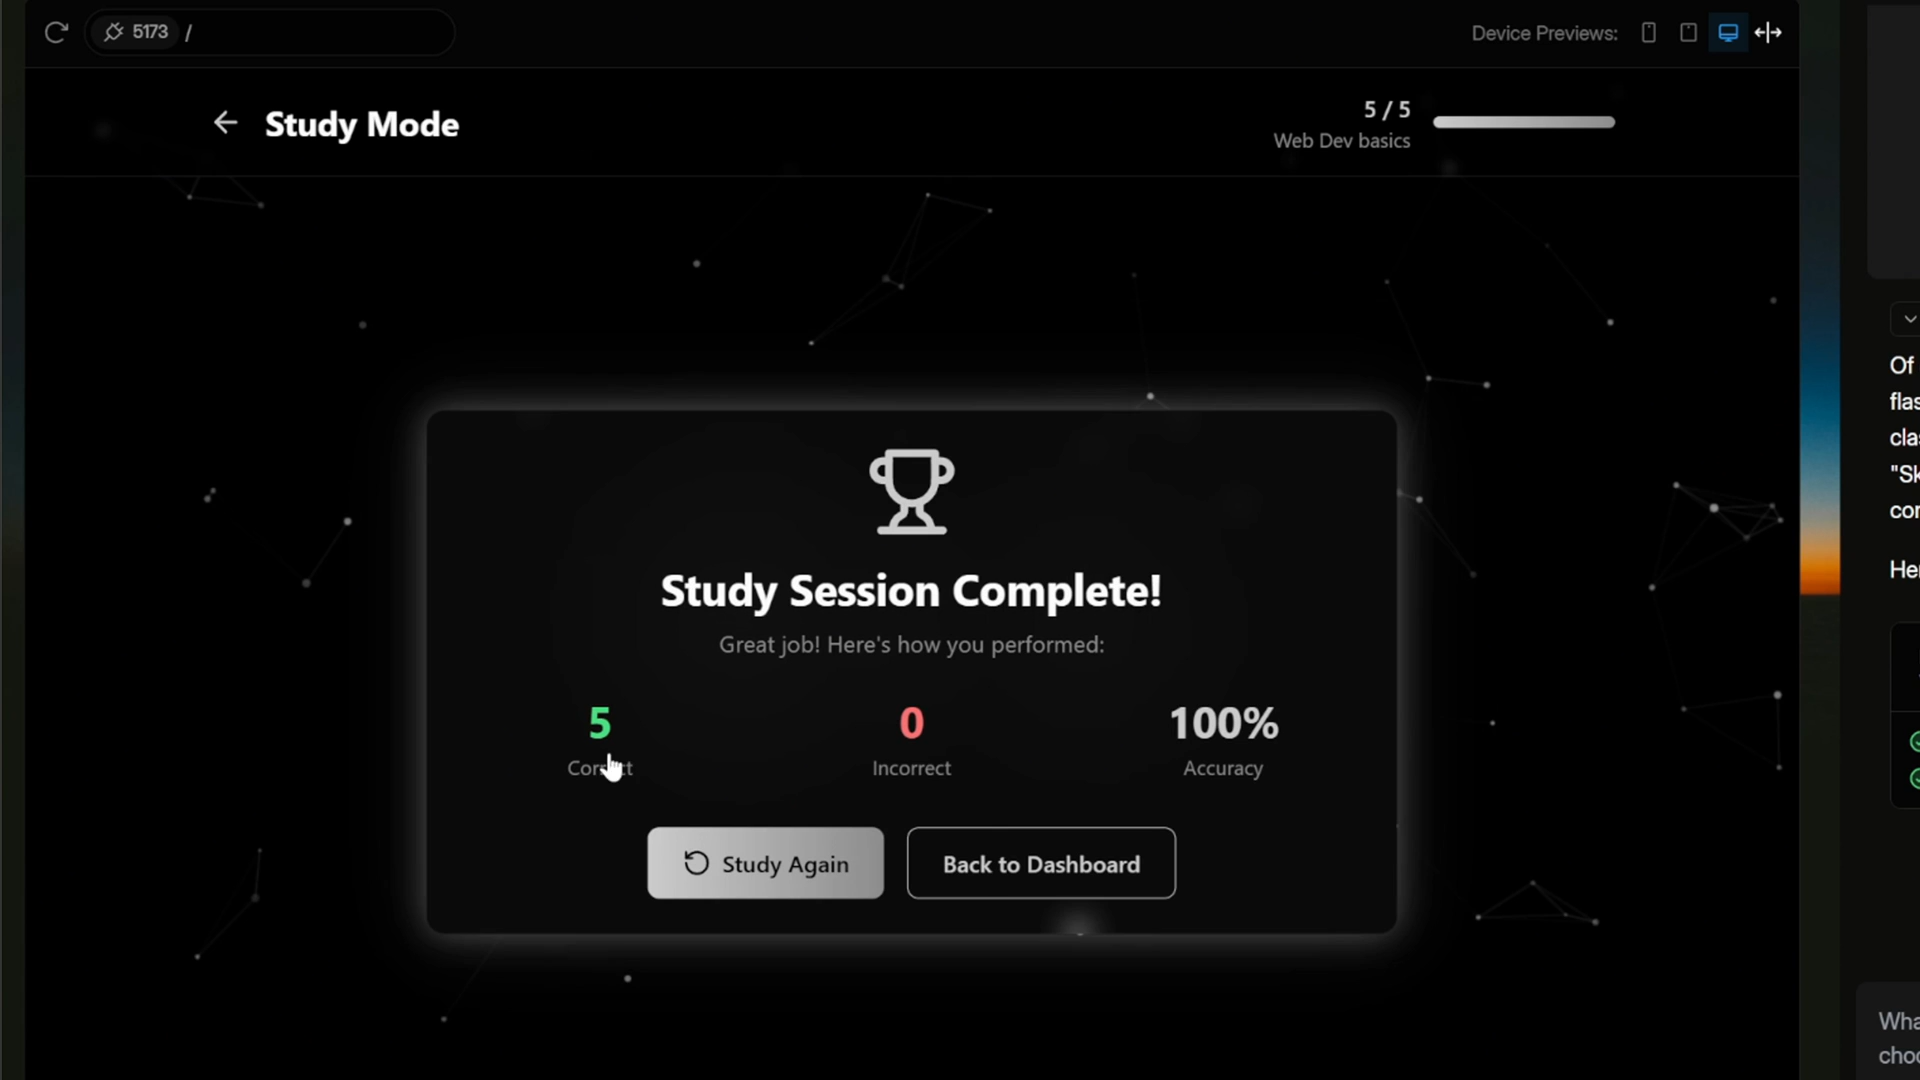 5173 /
Device Previews:
Study Mode
5 / 5
Web Dev basics
Study Session Complete!
Great job! Here's how you performed:
5
0
100%
Correct
Incorrect
Accuracy
Study Again
Back to Dashboard
Of